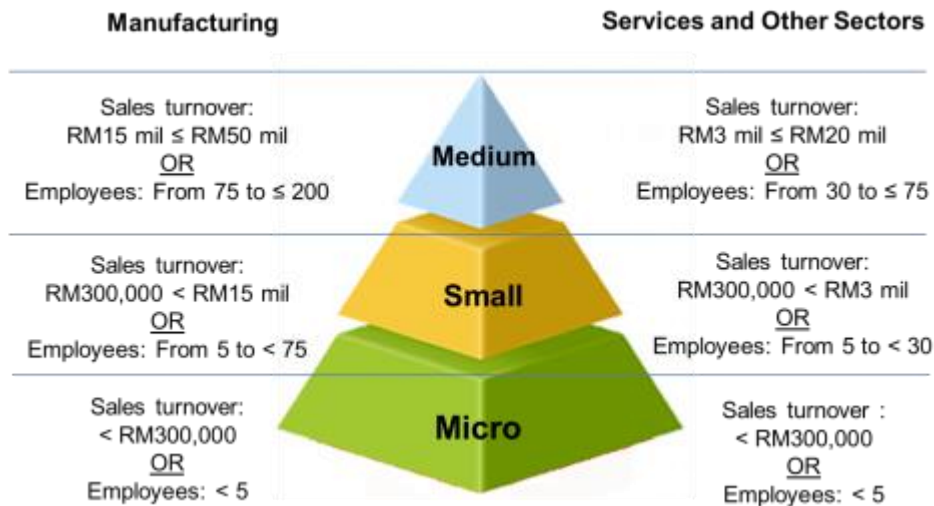 Manufacturing
Services and Other Sectors
Sales turnover:
RM15 mil ≤ RM50 mil
OR
Employees: From 75 to ≤ 200
Medium
Sales turnover:
RM3 mil ≤ RM20 mil
OR
Employees: From 30 to ≤ 75
Sales turnover:
RM300,000 < RM15 mil
OR
Employees: From 5 to < 75
Small
Sales turnover:
RM300,000 < RM3 mil
OR
Employees: From 5 to < 30
Sales turnover:
< RM300,000
OR
Employees: < 5
Micro
Sales turnover :
< RM300,000
OR
Employees: < 5